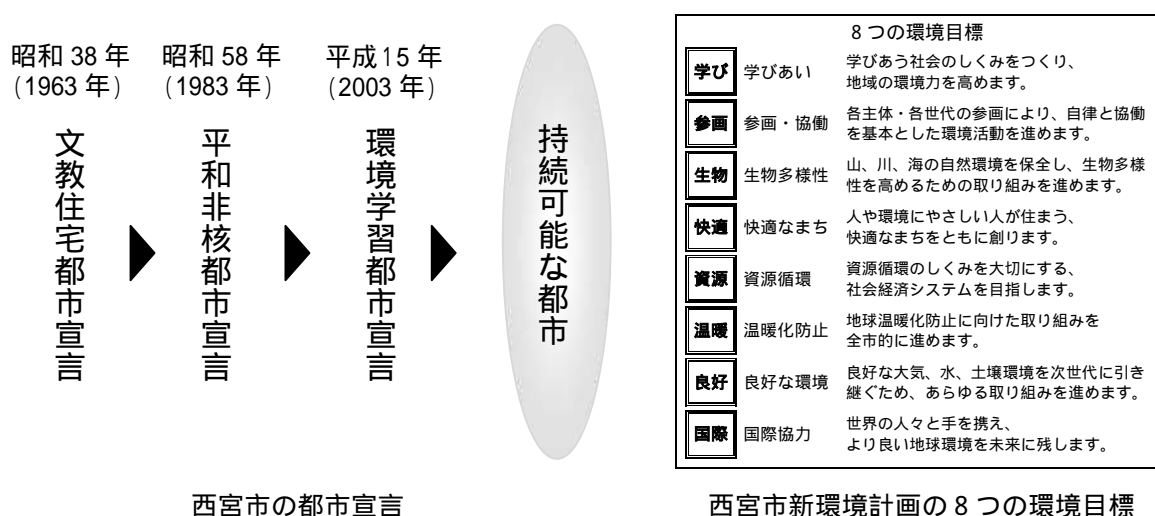 昭和 38 年
(1963 年)
文教住宅都市宣言
昭和 58 年
(1983 年)
平和非核都市宣言
平成15 年
(2003 年)
環境学習都市宣言
持続可能な都市
西宮市の都市宣言
8 つの環境目標
学び 学びあい 学びあう社会のしくみをつくり、
地域の環境力を高めます。
参画 参画・協働 各主体・各世代の参画により、自律と協働
を基本とした環境活動を進めます。
生物 生物多様性 山、川、海の自然環境を保全し、生物多様
性を高めるための取り組みを進めます。
快適 快適なまち 人や環境にやさしい人が住まう、
快適なまちをともに創ります。
資源 資源循環 資源循環のしくみを大切にする、
社会経済システムを目指します。
温暖 温暖化防止 地球温暖化防止に向けた取り組みを
全市的に進めます。
良好 良好な環境 良好な大気、水、土壌環境を次世代に引き
継ぐため、あらゆる取り組みを進めます。
国際 国際協力 世界の人々と手を携え、
より良い地球環境を未来に残します。
西宮市新環境計画の 8 つの環境目標